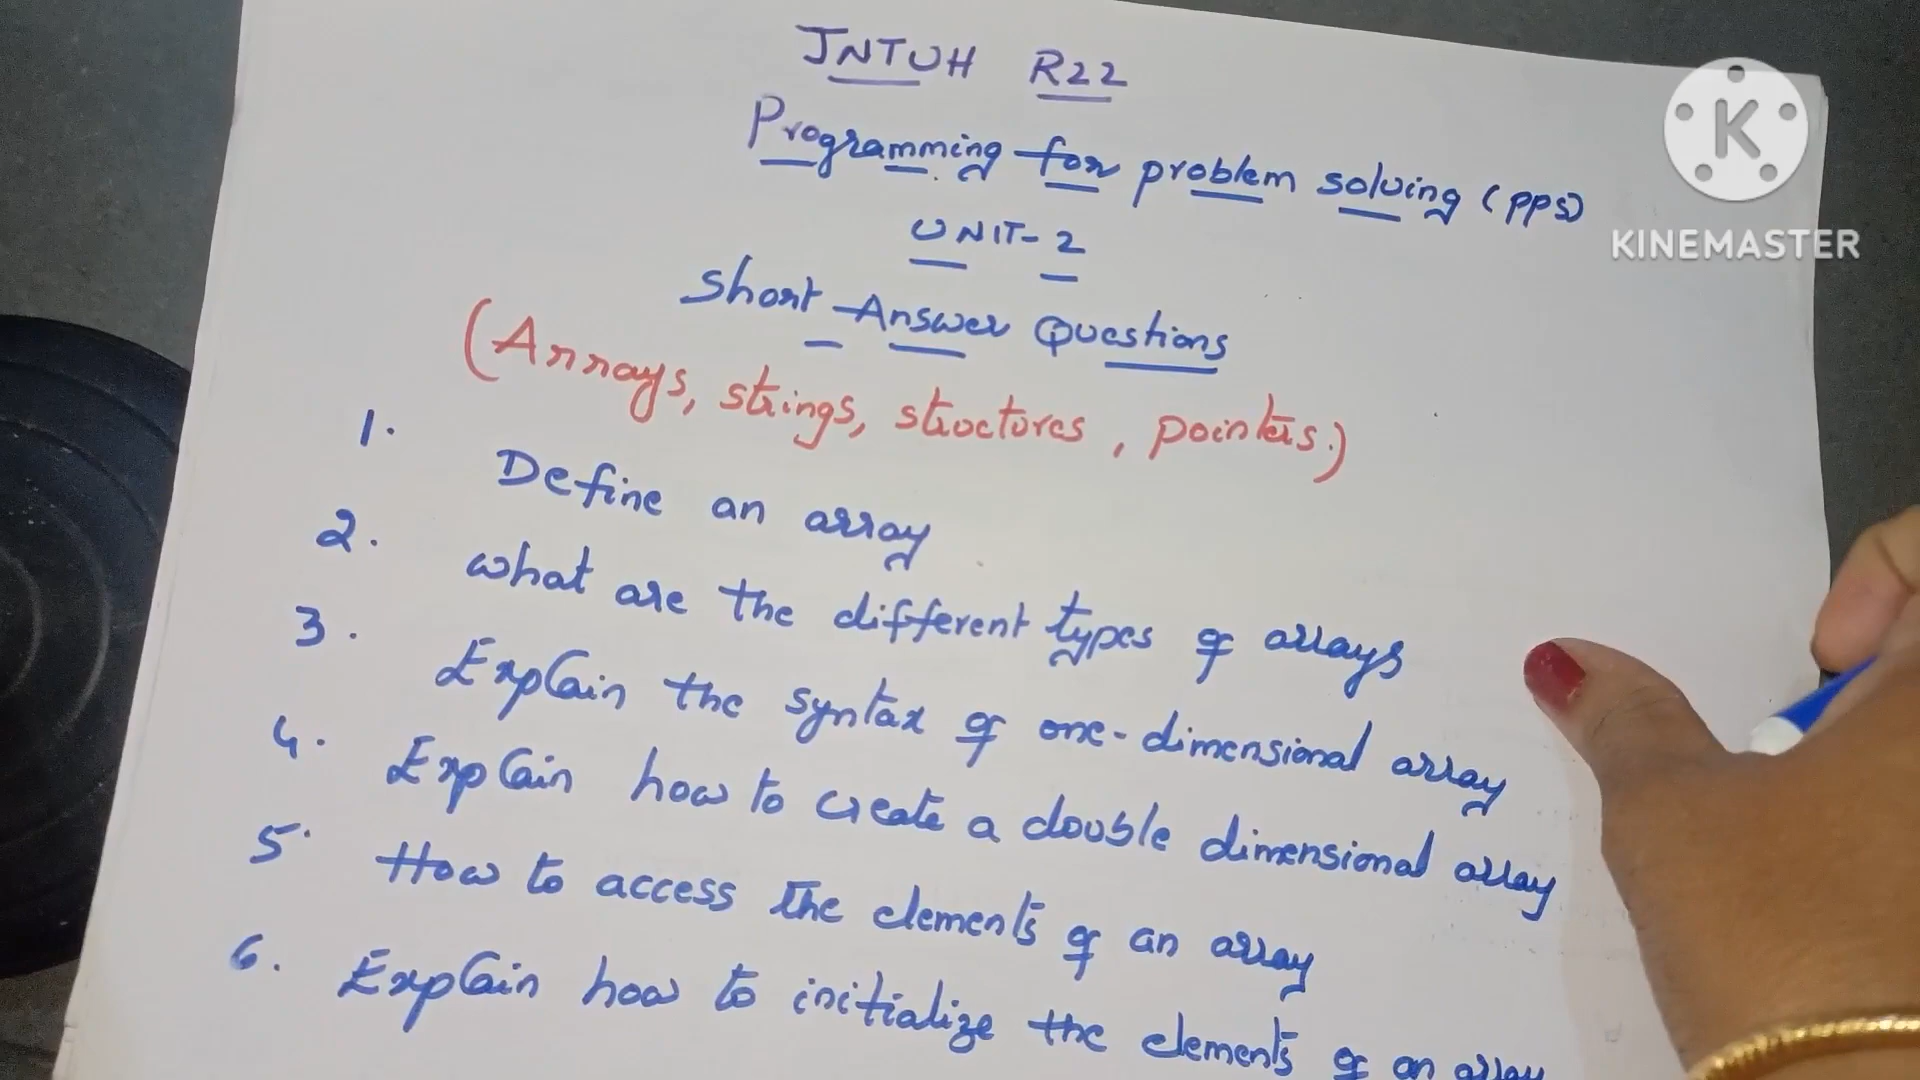 JNTUH R22
Programming for problem solving (PPS)
UNIT-2
Short Answer Questions
(Arrays, strings, structures, pointers.)
1. Define an array
2. what are the different types of arrays
3. Explain the syntax of one-dimensional array
4. Explain how to create a double dimensional array
5. How to access the elements of an array
6. Explain how to initialize the elements of an array
K
KINEMASTER